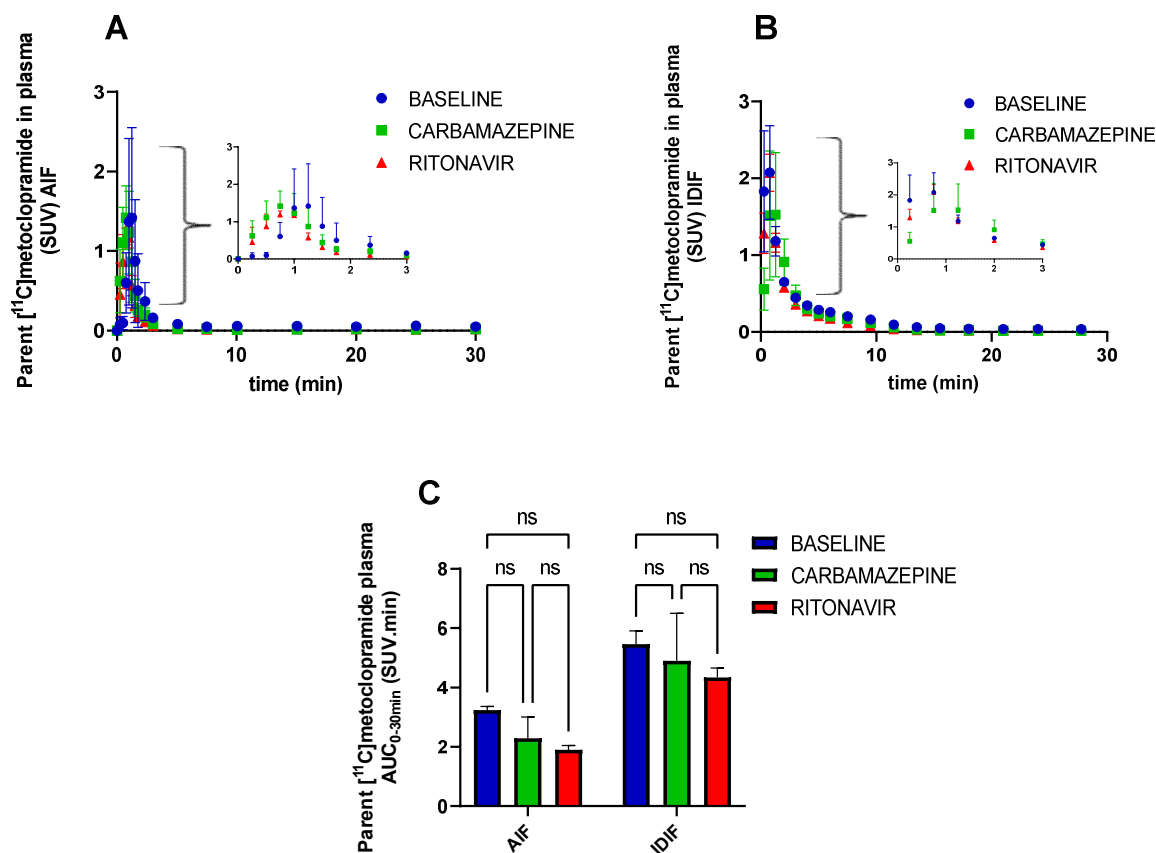 A
Parent [¹¹C]metoclopramide in plasma
(SUV) AIF
3
2
1
0
0
10
20
30
time (min)
BASELINE
CARBAMAZEPINE
RITONAVIR
3
2
1
0
0
1
2
3
B
Parent [¹¹C]metoclopramide in plasma
(SUV) IDIF
3
2
1
0
0
10
20
30
time (min)
BASELINE
CARBAMAZEPINE
RITONAVIR
3
2
1
0
0
1
2
3
C
Parent [¹¹C]metoclopramide plasma
AUC₀₋₃₀ₘᵢₙ (SUV.min)
8
6
4
2
0
ns
ns
ns
ns
ns
ns
AIF
IDIF
BASELINE
CARBAMAZEPINE
RITONAVIR